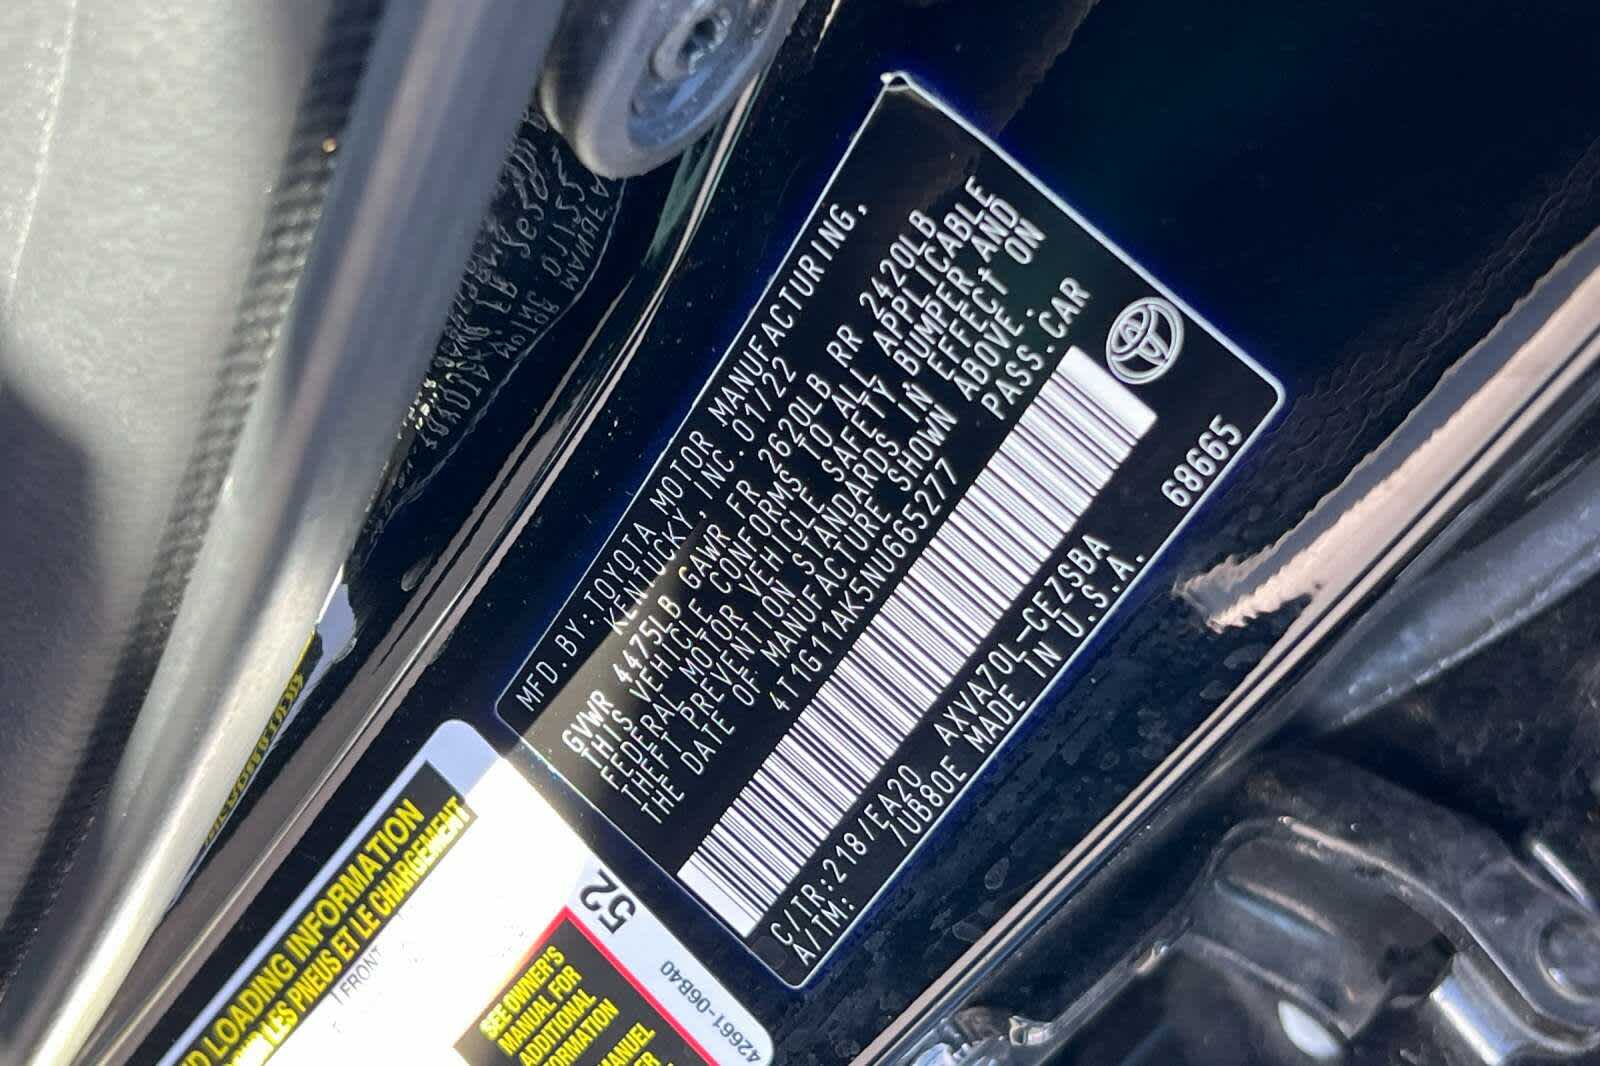 MFD.BY:TOYOTA MOTOR MANUFACTURING,
KENTUCKY, INC. 01/22
GVWR 4475LB GAWR FR 2620LB RR 2420LB
THIS VEHICLE CONFORMS TO ALL APPLICABLE
FEDERAL MOTOR VEHICLE SAFETY, BUMPER, AND
THEFT PREVENTION STANDARDS IN EFFECT ON
THE DATE OF MANUFACTURE SHOWN ABOVE.
4T1G11AK5NU665277 PASS.CAR
C/TR:218/EA20 AXVA70L-CEZSBA
A/TM: /UB80E MADE IN U.S.A.
68665
LOADING INFORMATION
LES PNEUS ET LE CHARGEMENT
FRONT
52
42661-06B40
SEE OWNER'S
MANUAL FOR
ADDITIONAL
MANUEL